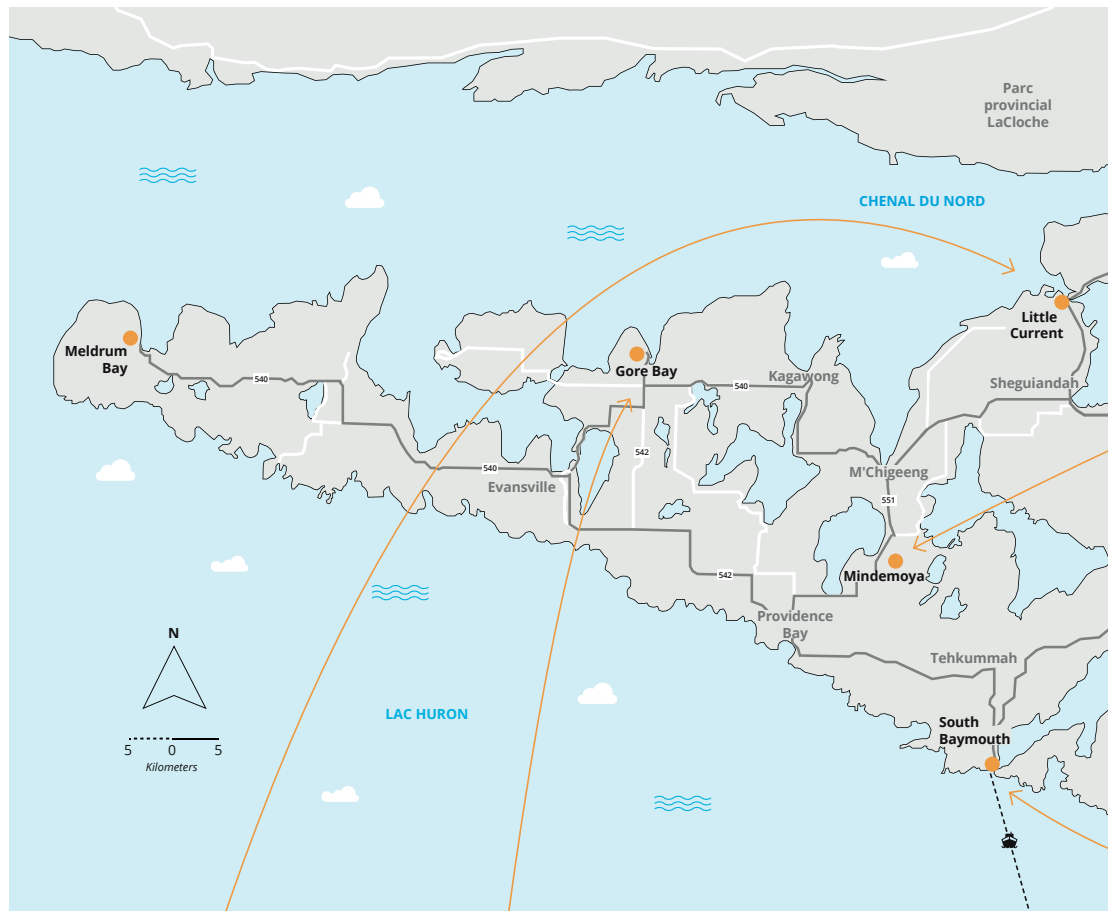 Parc
provincial
LaCloche
CHENAL DU NORD
Little
Current
Meldrum
Bay
Gore Bay
Kagawong
Sheguiandah
540
540
542
540
Evansville
M'Chigeeng
551
542
Mindemoya
Providence
Bay
N
Tehkummah
LAC HURON
South
Baymouth
5 0 5
Kilometers